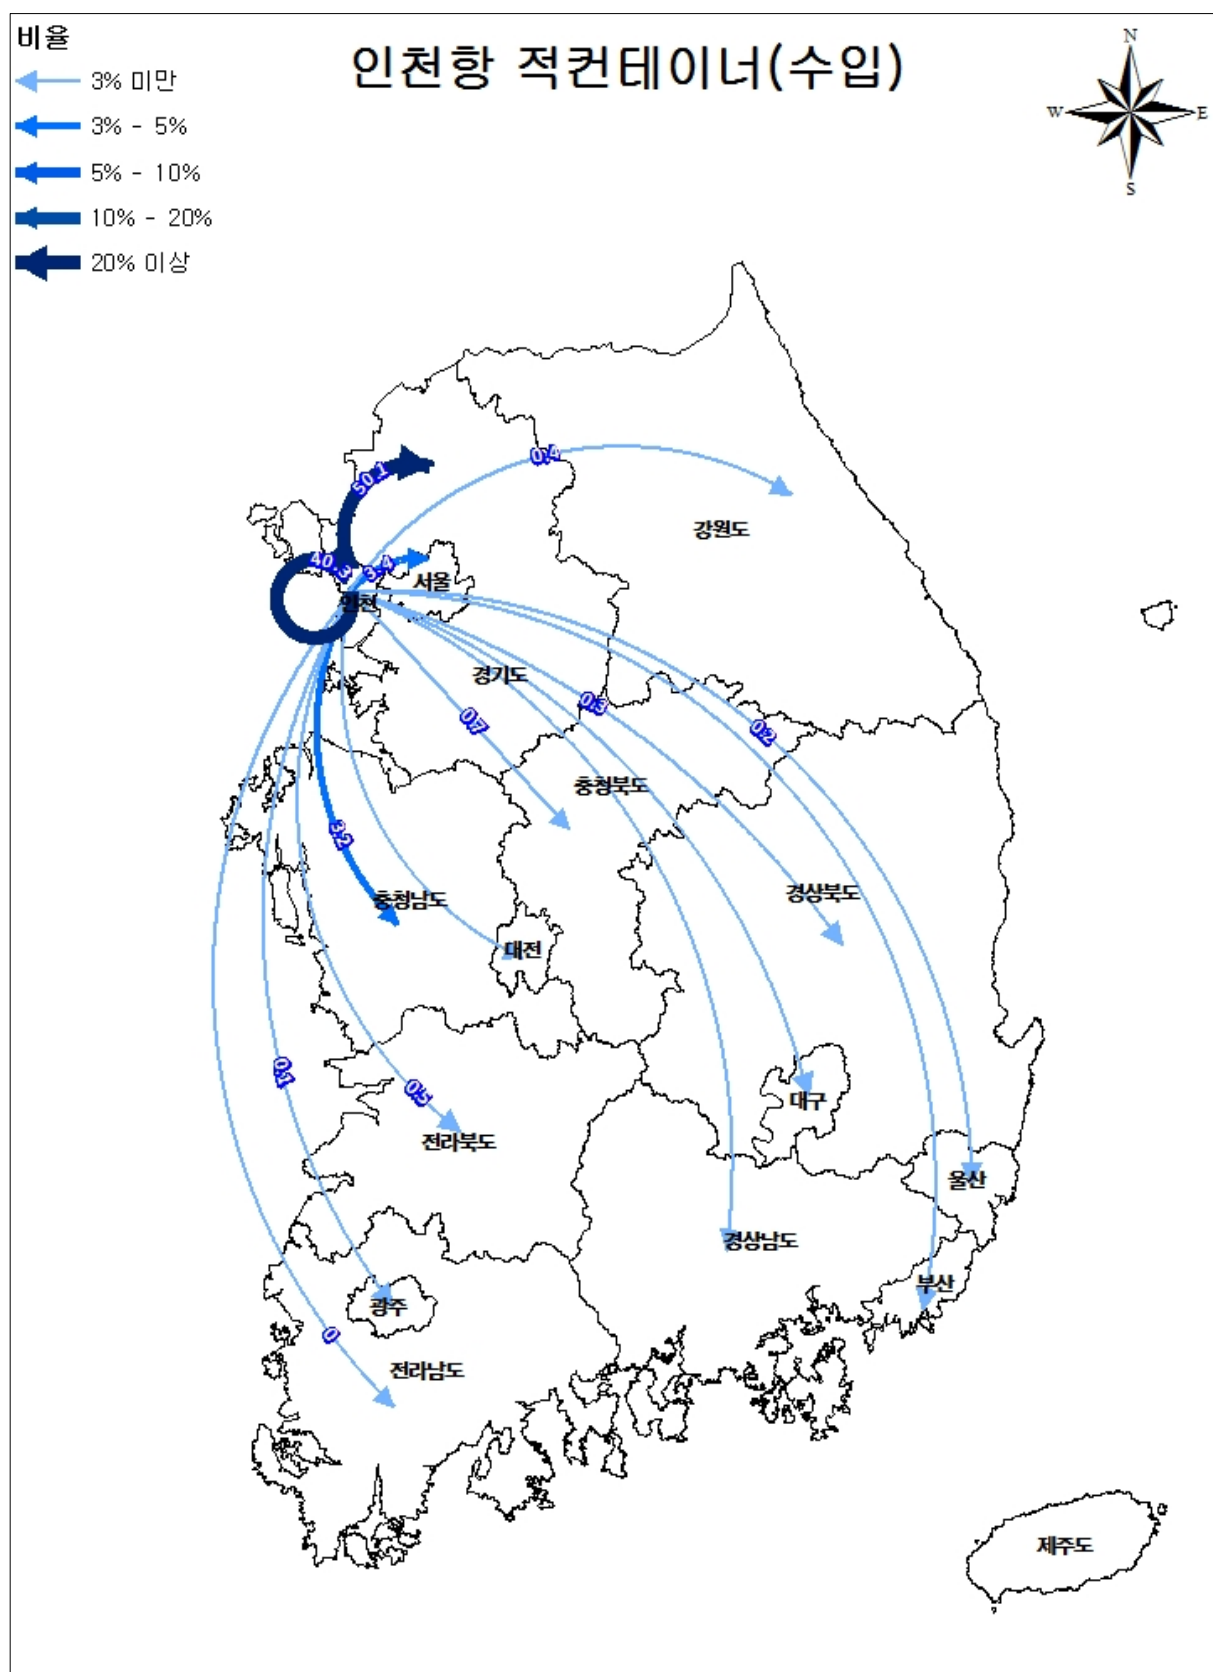 비율
인천항 적컨테이너(수입)
3% 미만
3% - 5%
5% - 10%
10% - 20%
20% 이상
N
W
E
S
0.4
50.1
강원도
40.3
3.4
서울
인천
경기도
0.3
0.7
0.2
충청북도
3.2
경상북도
충청남도
대전
0.1
0.5
대구
전라북도
울산
경상남도
부산
광주
0
전라남도
제주도